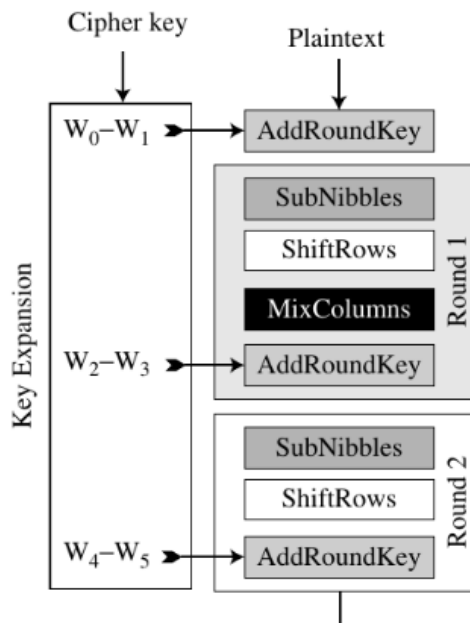 Cipher key
Plaintext
W₀–W₁
AddRoundKey
SubNibbles
ShiftRows
MixColumns
W₂–W₃
AddRoundKey
Round 1
Key Expansion
SubNibbles
ShiftRows
W₄–W₅
AddRoundKey
Round 2